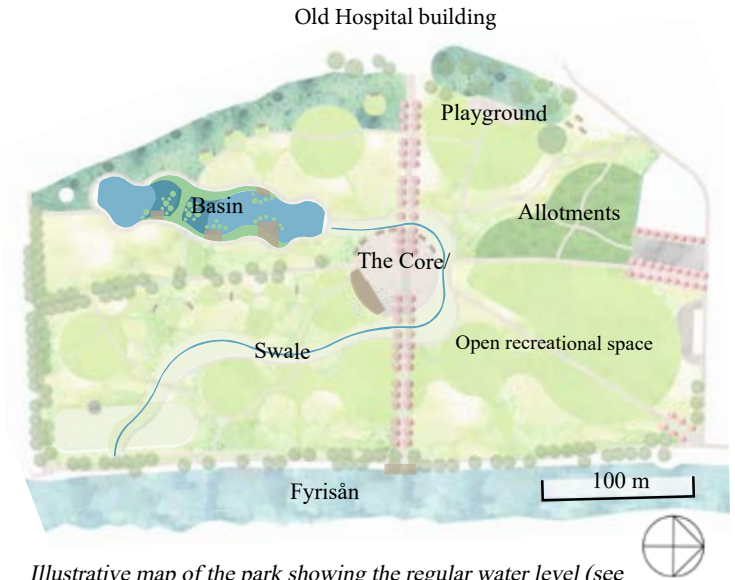 Old Hospital building
Playground
Basin
Allotments
The Core/
Swale
Open recreational space
100 m
Fyrisån
Illustrative map of the park showing the regular water level (see